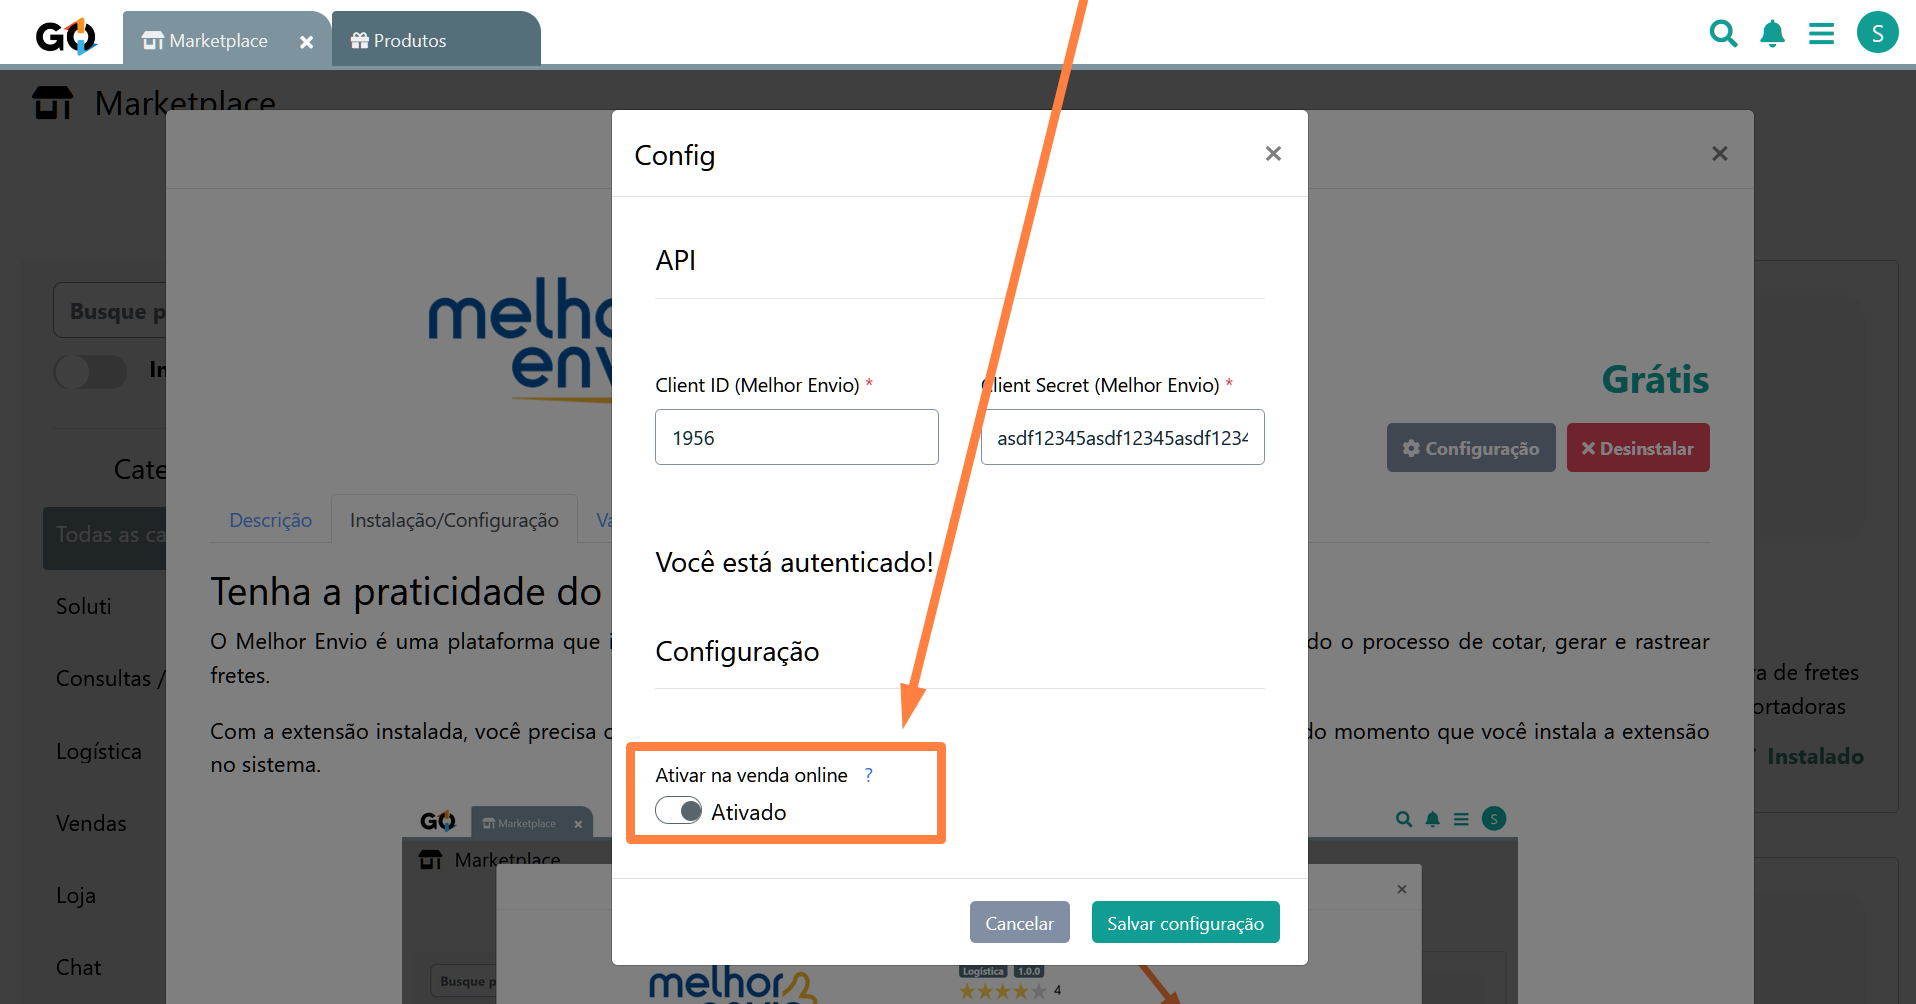 GO Marketplace × Produtos S
Marketplace
Config × ×
API
melhor
envio
Busque p
In
Grátis
Client ID (Melhor Envio) * Client Secret (Melhor Envio) *
1956 asdf12345asdf12345asdf1234
Configuração × Desinstalar
Cate
Descrição Instalação/Configuração Va
Todas as ca
Você está autenticado!
Tenha a praticidade do
Soluti
O Melhor Envio é uma plataforma que i do o processo de cotar, gerar e rastrear
fretes.
Configuração
Consultas / a de fretes
ortadoras
Com a extensão instalada, você precisa c do momento que você instala a extensão
no sistema.
Logística Instalado
Ativar na venda online ?
Ativado
Vendas GO Marketplace × S
Marketplace
Loja ×
Cancelar Salvar configuração
Chat
Busque p melhor Logística 1.0.0
envio 4